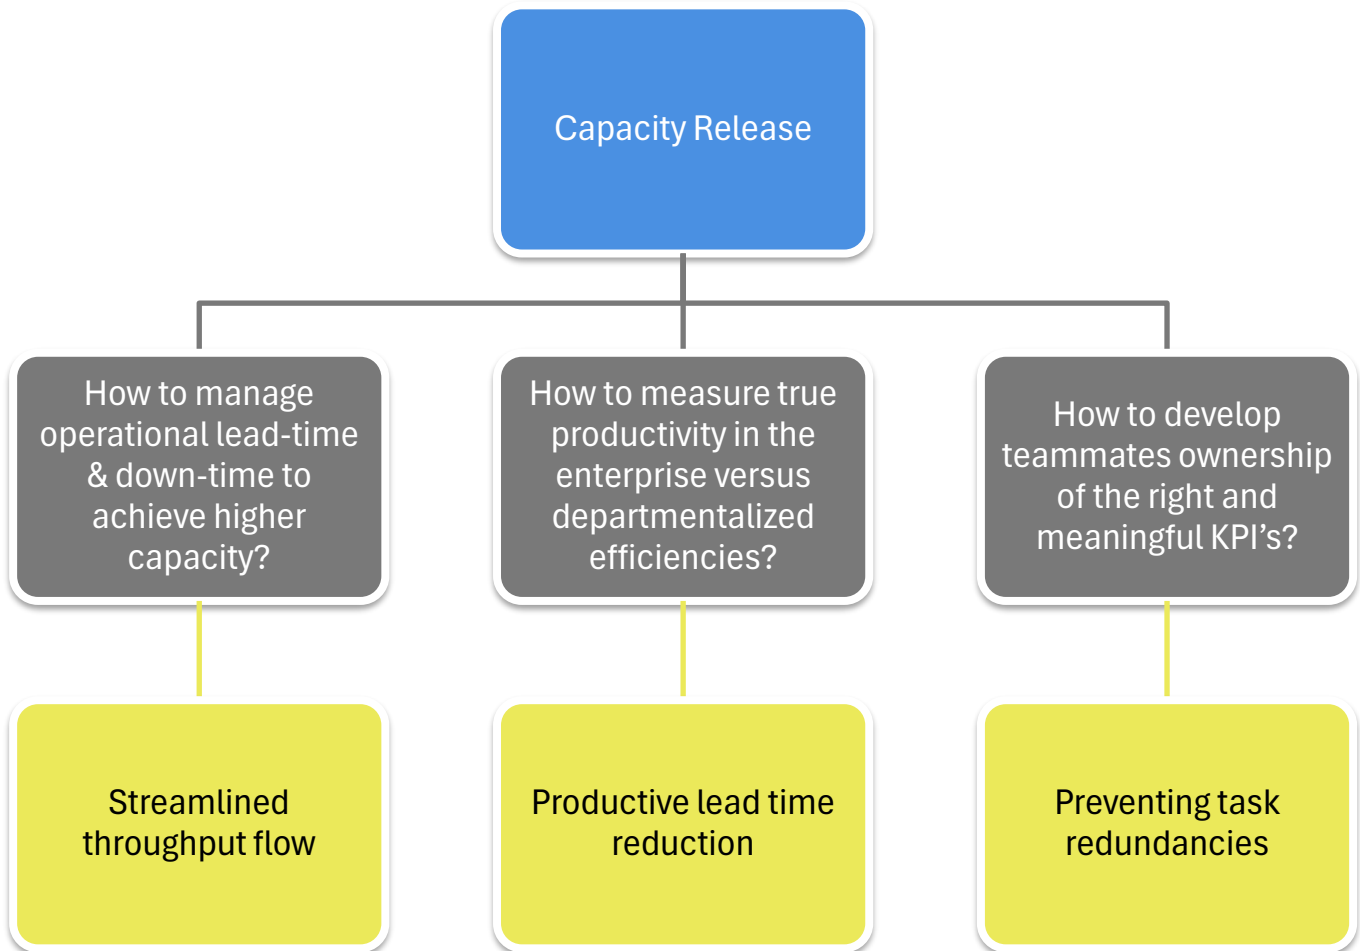 Capacity Release
How to manage
operational lead-time
& down-time to
achieve higher
capacity?
How to measure true
productivity in the
enterprise versus
departmentalized
efficiencies?
How to develop
teammates ownership
of the right and
meaningful KPI’s?
Streamlined
throughput flow
Productive lead time
reduction
Preventing task
redundancies